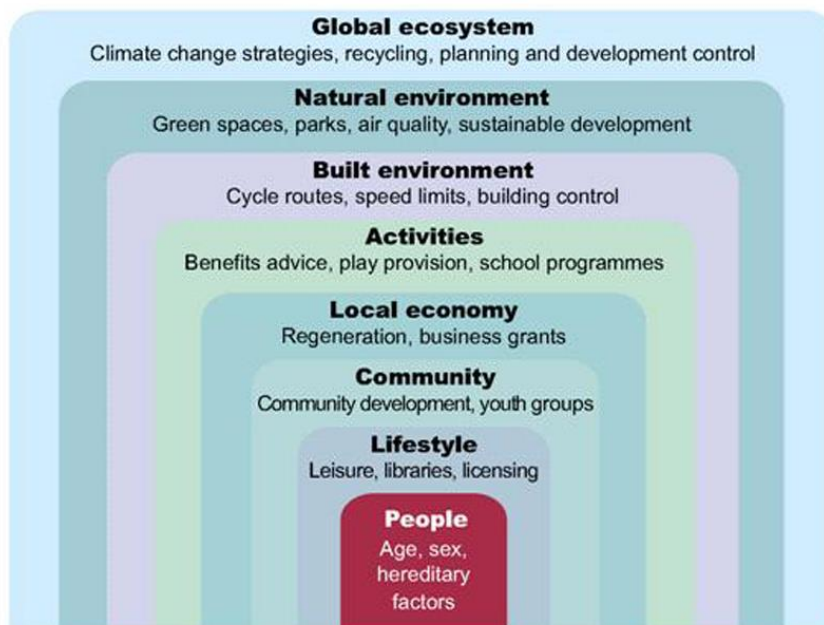 Global ecosystem
Climate change strategies, recycling, planning and development control
Natural environment
Green spaces, parks, air quality, sustainable development
Built environment
Cycle routes, speed limits, building control
Activities
Benefits advice, play provision, school programmes
Local economy
Regeneration, business grants
Community
Community development, youth groups
Lifestyle
Leisure, libraries, licensing
People
Age, sex,
hereditary
factors